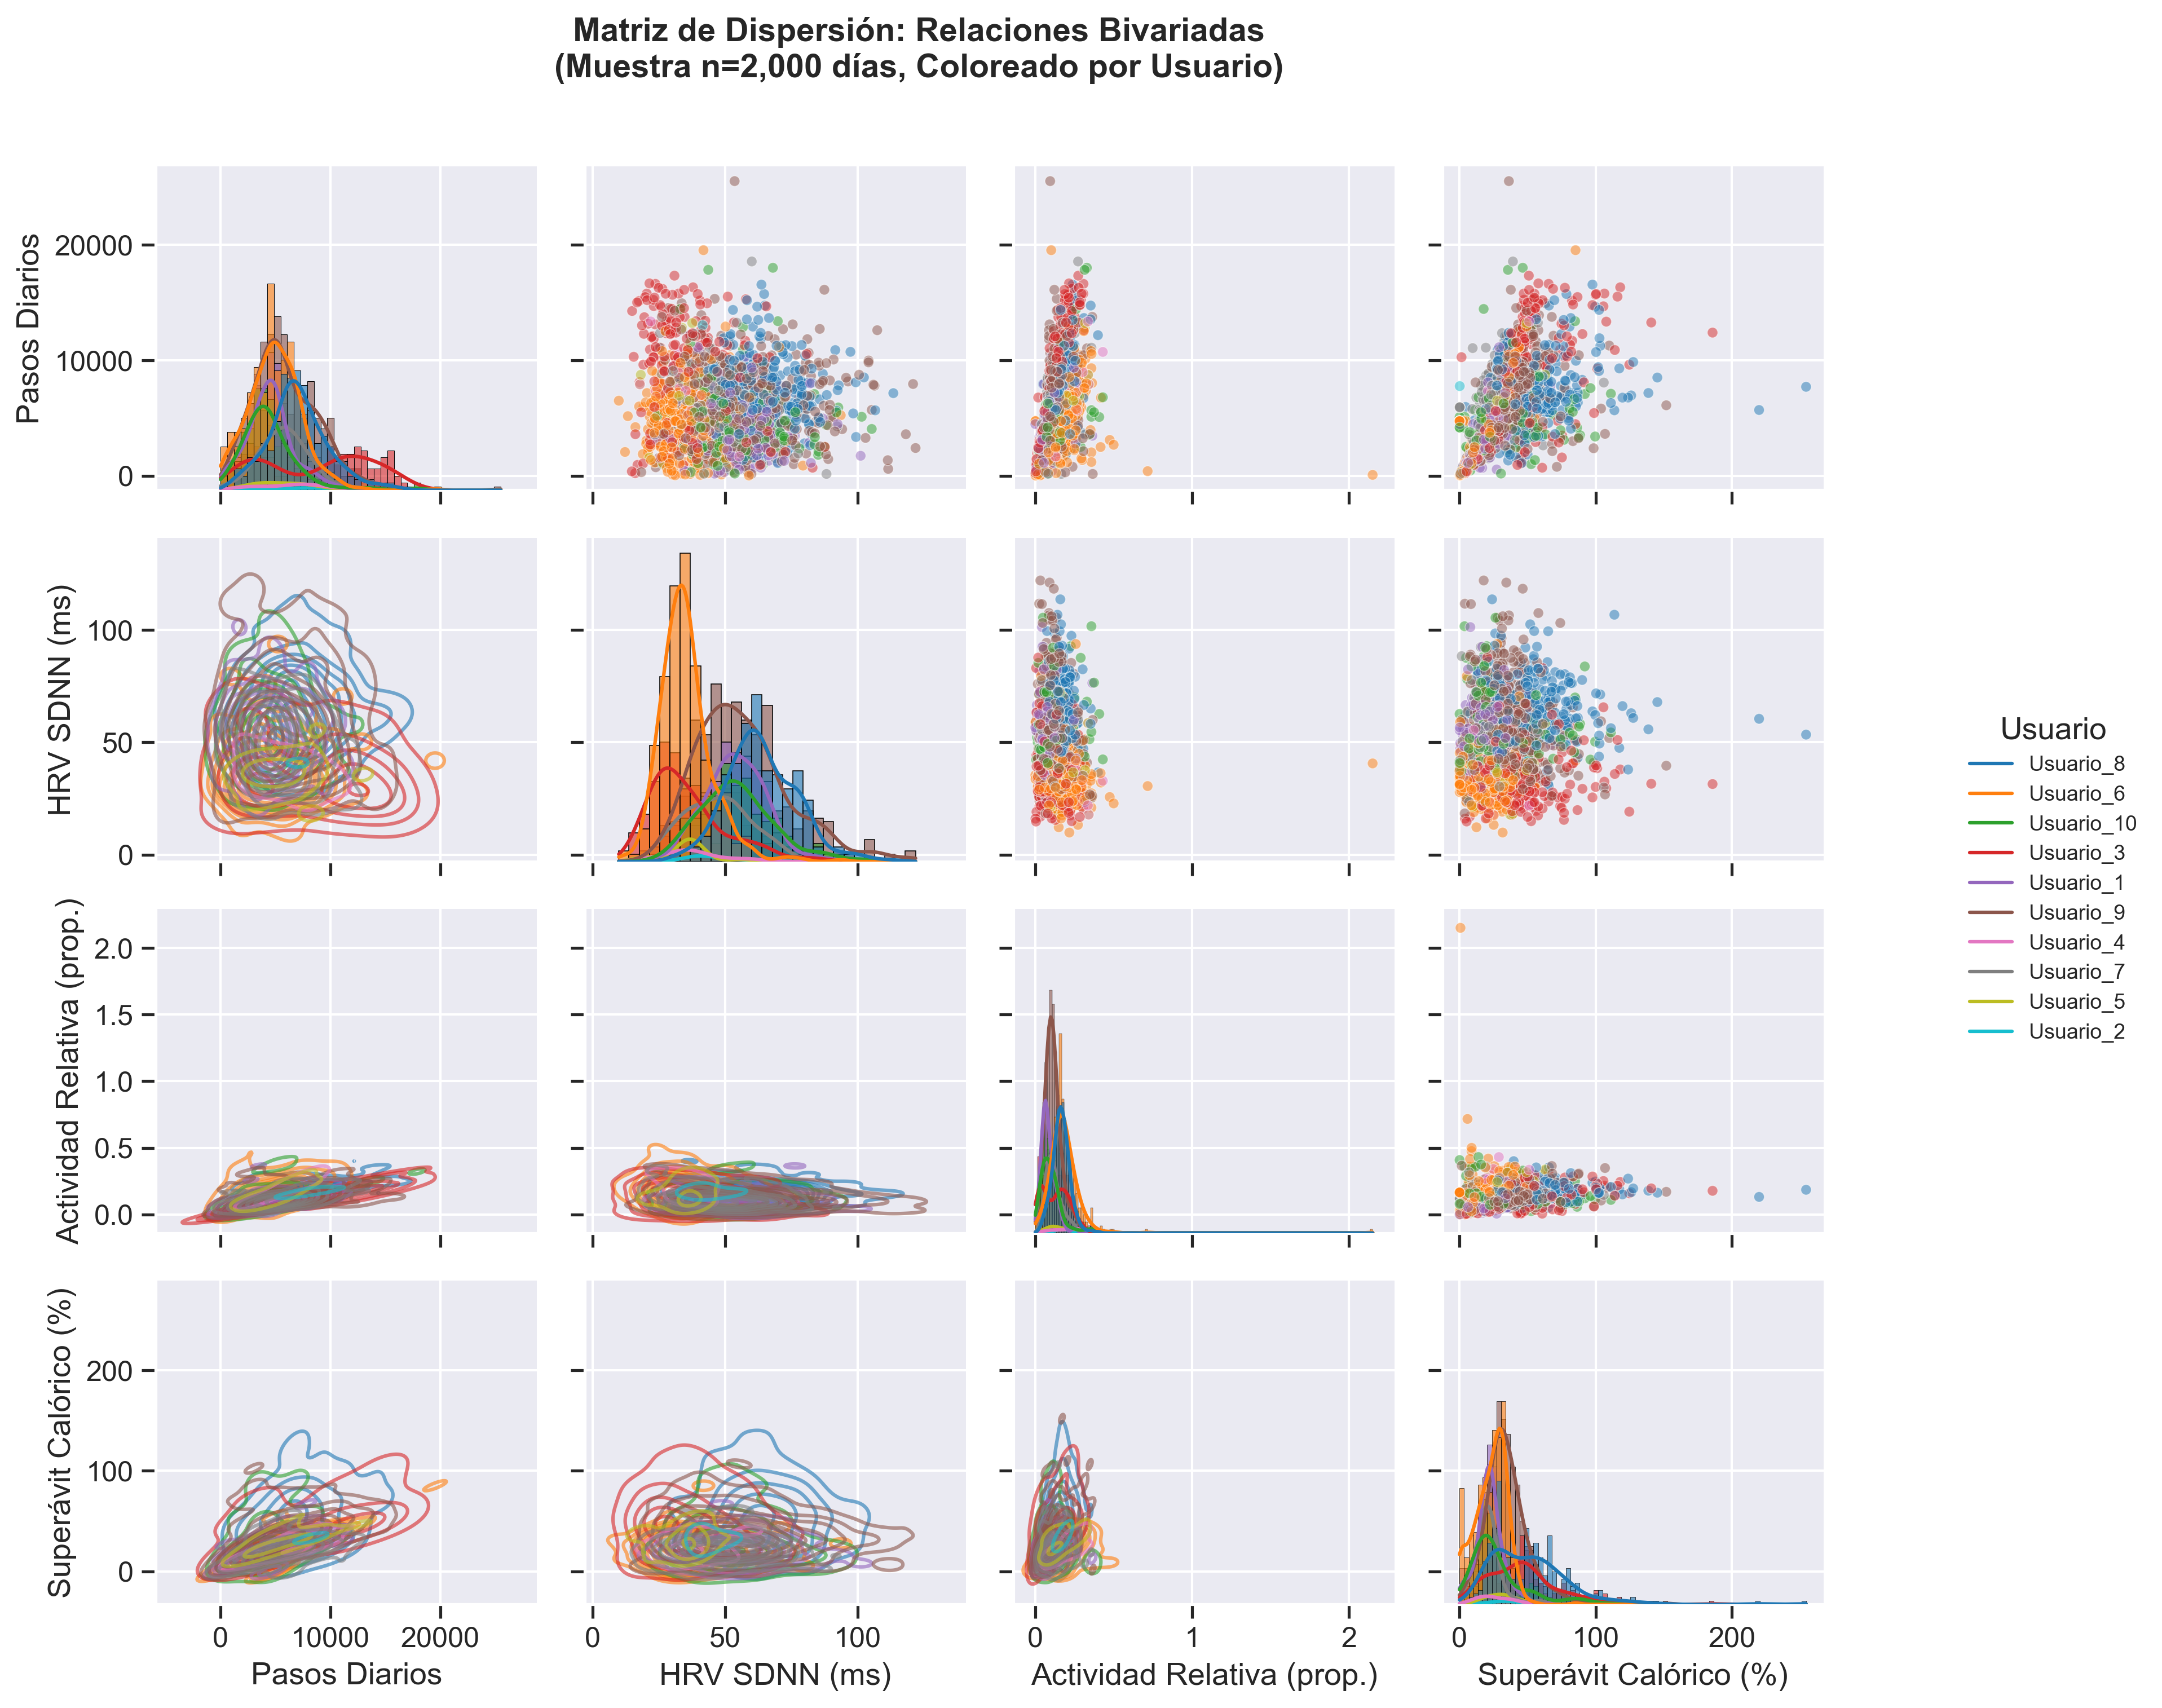 Matriz de Dispersión: Relaciones Bivariadas
(Muestra n=2,000 días, Coloreado por Usuario)
Pasos Diarios
20000
10000
0
HRV SDNN (ms)
100
50
0
Actividad Relativa (prop.)
2.0
1.5
1.0
0.5
0.0
Superávit Calórico (%)
200
100
0
0 10000 20000
Pasos Diarios
0 50 100
HRV SDNN (ms)
0 1 2
Actividad Relativa (prop.)
0 100 200
Superávit Calórico (%)
Usuario
Usuario_8
Usuario_6
Usuario_10
Usuario_3
Usuario_1
Usuario_9
Usuario_4
Usuario_7
Usuario_5
Usuario_2